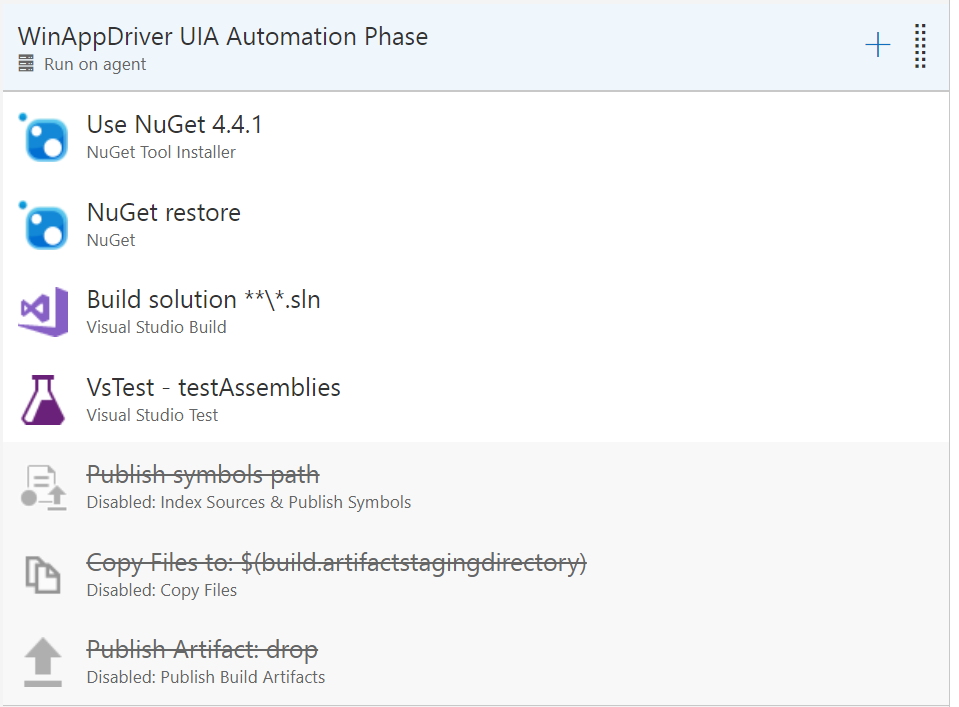 WinAppDriver UIA Automation Phase
Run on agent
Use NuGet 4.4.1
NuGet Tool Installer
NuGet restore
NuGet
Build solution **\*.sln
Visual Studio Build
VsTest - testAssemblies
Visual Studio Test
Publish symbols path
Disabled: Index Sources & Publish Symbols
Copy Files to: $(build.artifactstagingdirectory)
Disabled: Copy Files
Publish Artifact: drop
Disabled: Publish Build Artifacts